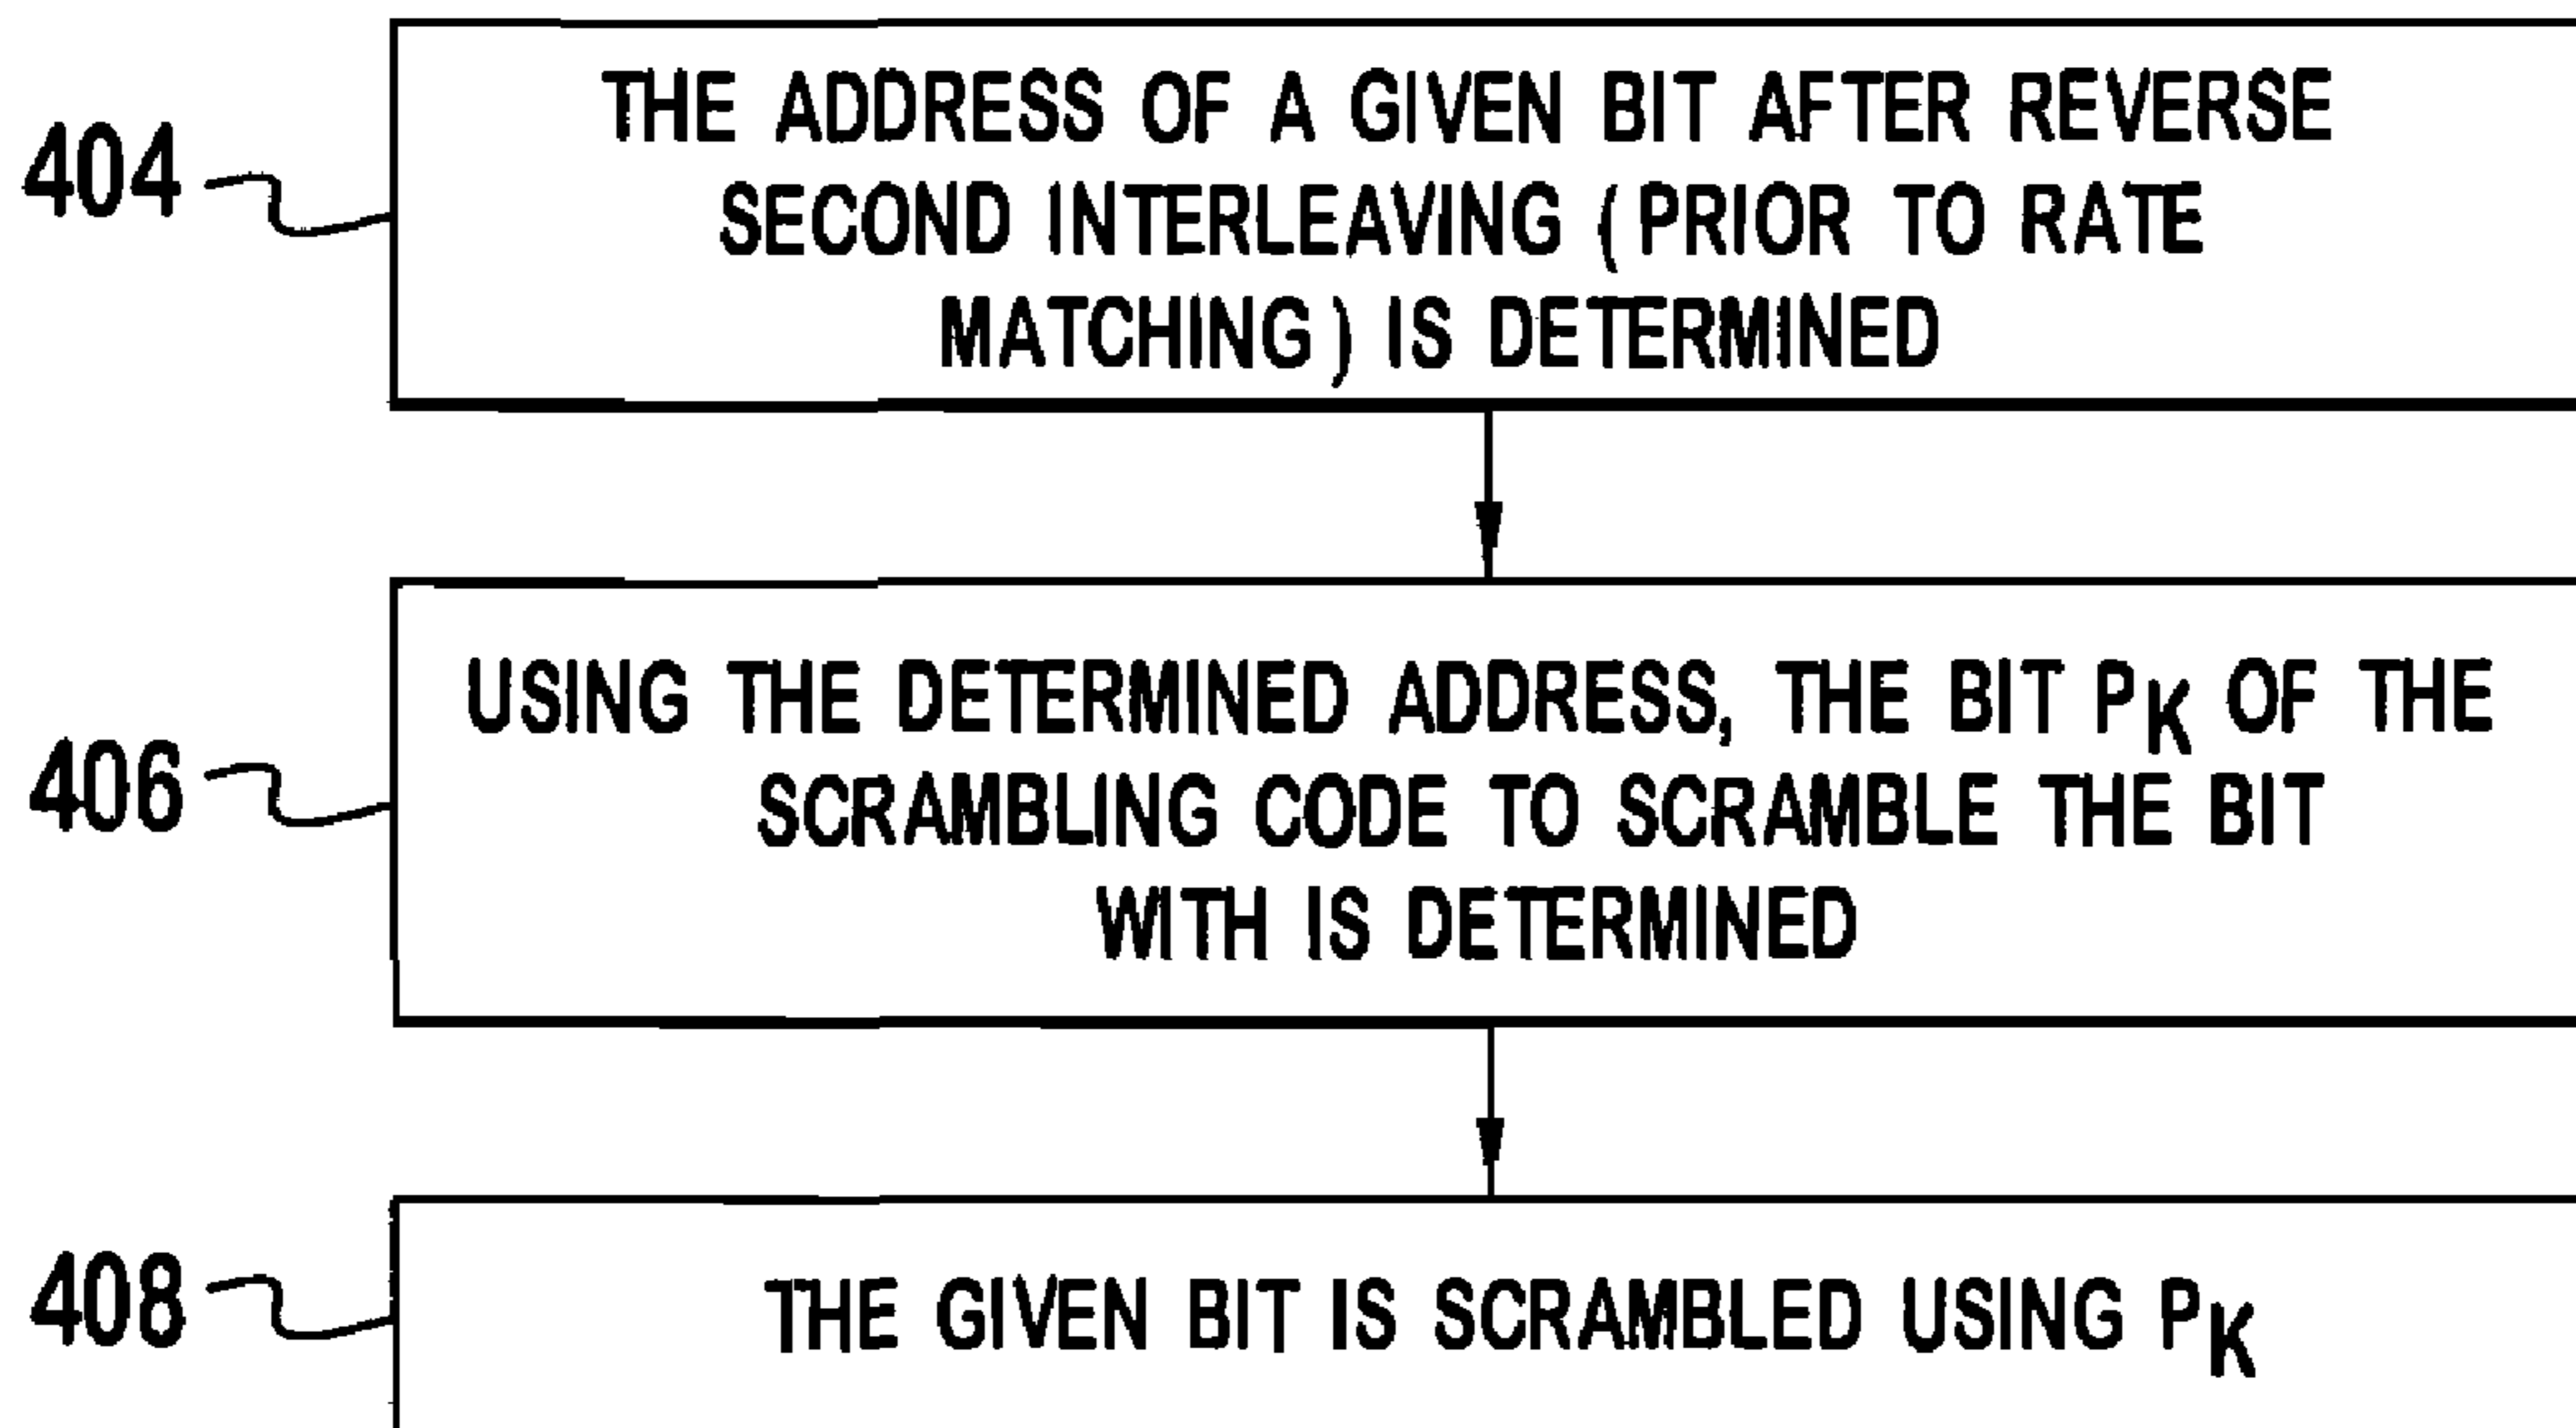 404
THE ADDRESS OF A GIVEN BIT AFTER REVERSE
SECOND INTERLEAVING (PRIOR TO RATE
MATCHING) IS DETERMINED
406
USING THE DETERMINED ADDRESS, THE BIT PK OF THE
SCRAMBLING CODE TO SCRAMBLE THE BIT
WITH IS DETERMINED
408
THE GIVEN BIT IS SCRAMBLED USING PK